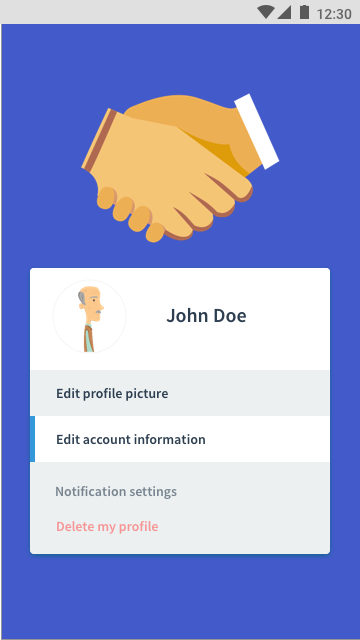 12:30
John Doe
Edit profile picture
Edit account information
Notification settings
Delete my profile